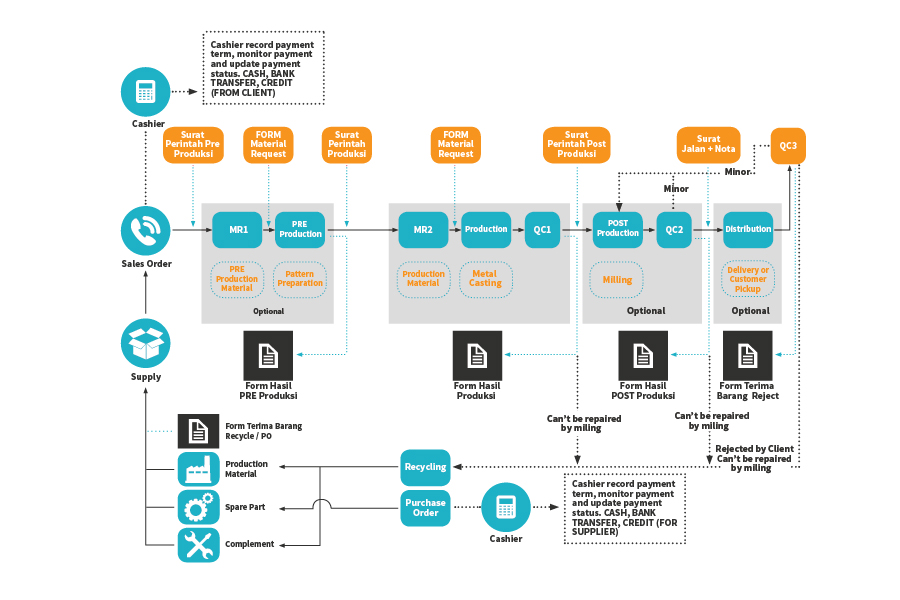 Cashier record payment
term, monitor payment
and update payment
status. CASH, BANK
TRANSFER, CREDIT
(FROM CLIENT)
Cashier
Surat
Perintah Pre
Produksi
FORM
Material
Request
Surat
Perintah
Produksi
FORM
Material
Request
Surat
Perintah Post
Produksi
Surat
Jalan + Nota
QC3
Minor
Minor
Sales Order
MR1
PRE
Production
MR2
Production
QC1
POST
Production
QC2
Distribution
PRE
Production
Material
Pattern
Preparation
Production
Material
Metal
Casting
Milling
Delivery or
Customer
Pickup
Optional
Optional
Optional
Supply
Form Hasil
PRE Produksi
Form Hasil
Produksi
Form Hasil
POST Produksi
Form Terima
Barang Reject
Can't be repaired
by miling
Can't be repaired
by miling
Rejected by Client
Can't be repaired
by miling
Form Terima Barang
Recycle / PO
Production
Material
Spare Part
Complement
Recycling
Purchase
Order
Cashier
Cashier record payment
term, monitor payment
and update payment
status. CASH, BANK
TRANSFER, CREDIT (FOR
SUPPLIER)